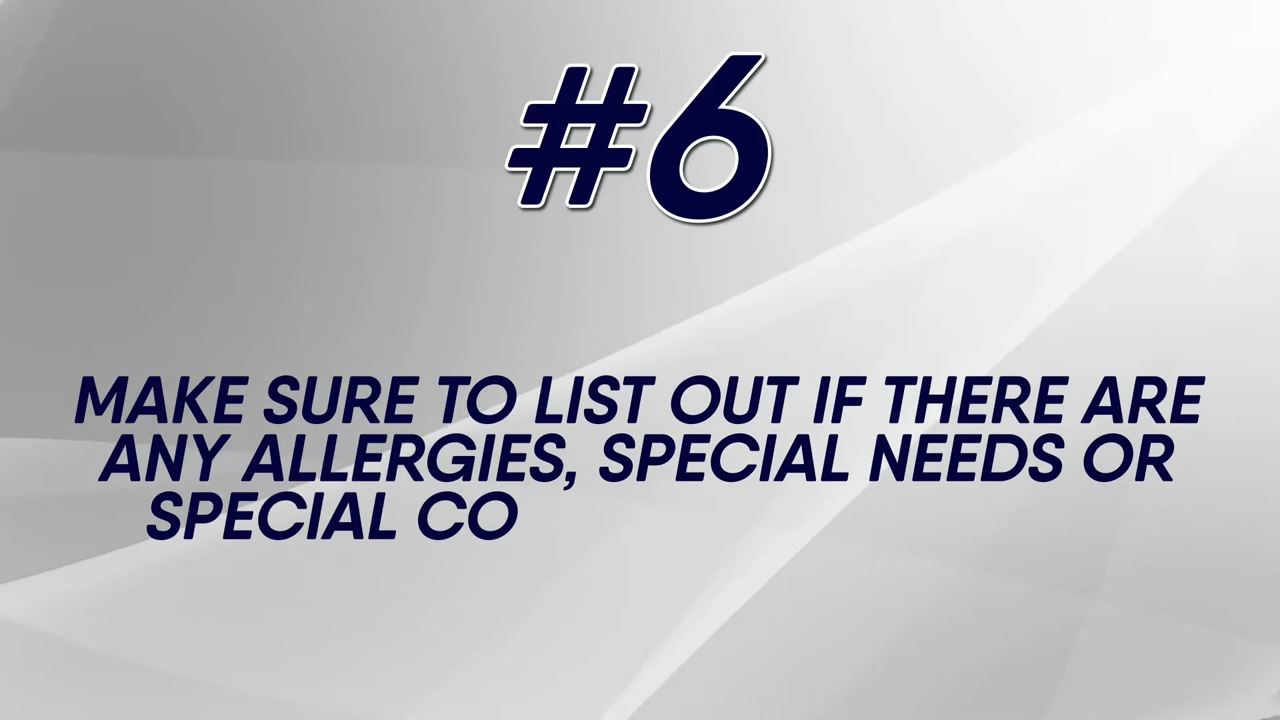 #6
MAKE SURE TO LIST OUT IF THERE ARE
ANY ALLERGIES, SPECIAL NEEDS OR
SPECIAL CO